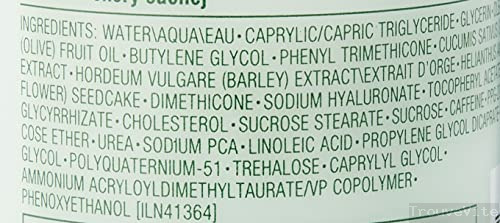 INGREDIENTS: WATER\AQUA\EAU • CAPRYLIC/CAPRIC TRIGLYCERIDE • GLYCERIN
(OLIVE) FRUIT OIL • BUTYLENE GLYCOL • PHENYL TRIMETHICONE • CUCUMIS SATIVUS
EXTRACT • HORDEUM VULGARE (BARLEY) EXTRACT\EXTRAIT D'ORGE • HELIANTHUS
FLOWER) SEEDCAKE • DIMETHICONE • SODIUM HYALURONATE • TOCOPHERYL ACE
GLYCYRRHIZATE • CHOLESTEROL • SUCROSE STEARATE • SUCROSE • CAFFEINE •
COSE ETHER • UREA • SODIUM PCA • LINOLEIC ACID • PROPYLENE GLYCOL DICAPRATE
GLYCOL • POLYQUATERNIUM-51 • TREHALOSE • CAPRYLYL GLYCOL •
AMMONIUM ACRYLOYLDIMETHYLTAURATE/VP COPOLYMER •
PHENOXYETHANOL [ILN41364]